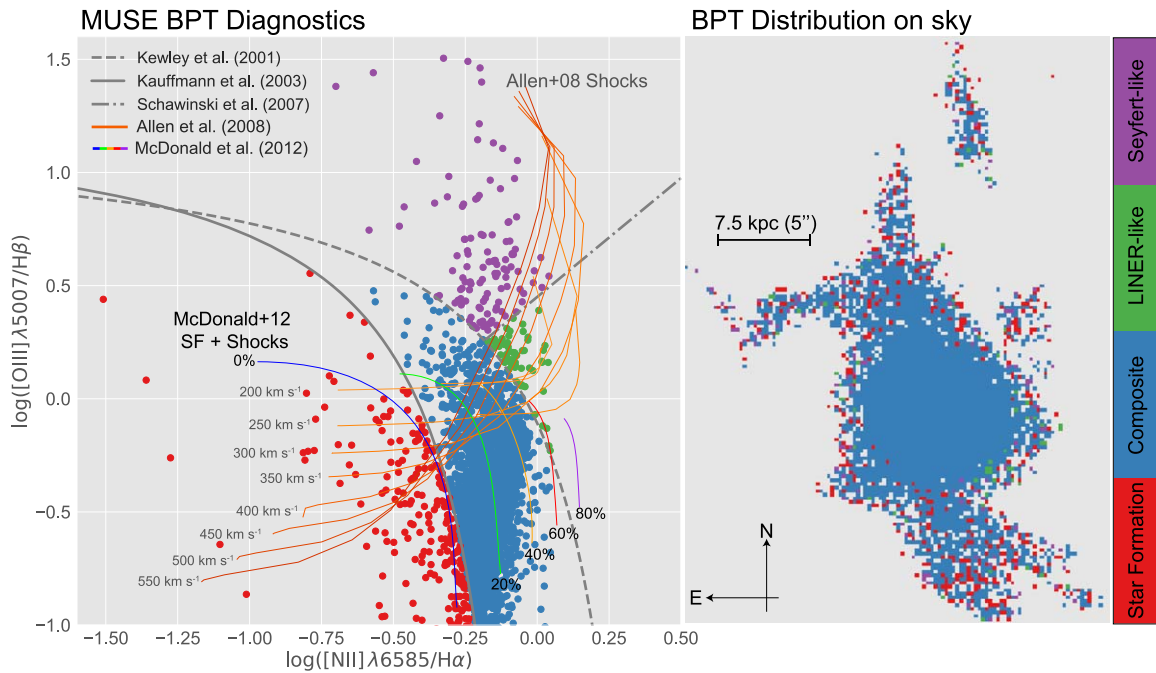 MUSE BPT Diagnostics
BPT Distribution on sky
Kewley et al. (2001)
Kauffmann et al. (2003)
Schawinski et al. (2007)
Allen et al. (2008)
McDonald et al. (2012)
Allen+08 Shocks
McDonald+12
SF + Shocks
0%
200 km s⁻¹
250 km s⁻¹
300 km s⁻¹
350 km s⁻¹
400 km s⁻¹
450 km s⁻¹
500 km s⁻¹
550 km s⁻¹
20%
40%
60%
80%
1.5
1.0
0.5
0.0
−0.5
−1.0
log([OIII]λ5007/Hβ)
−1.50
−1.25
−1.00
−0.75
−0.50
−0.25
0.00
0.25
0.50
log([NII]λ6585/Hα)
7.5 kpc (5”)
N
E
Seyfert-like
LINER-like
Composite
Star Formation